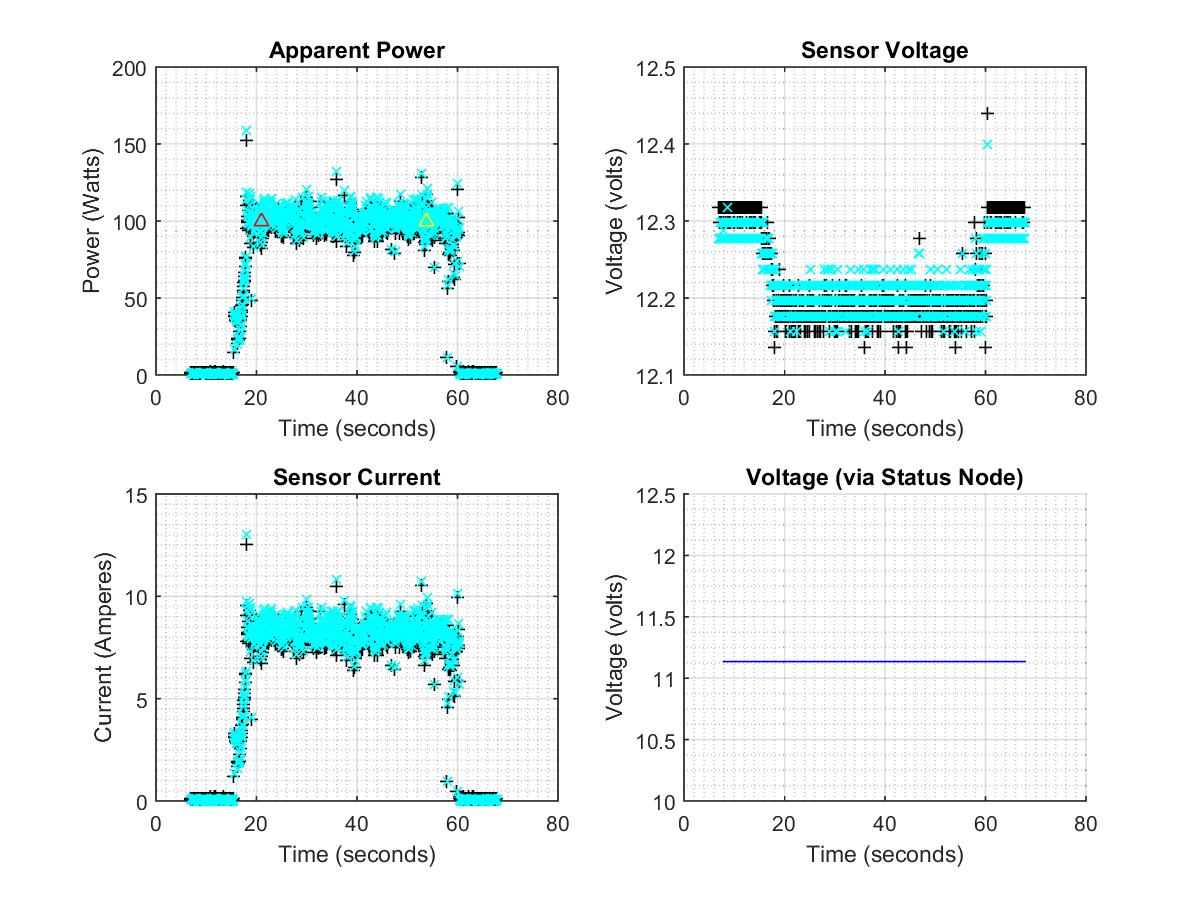 Apparent Power
200
150
100
50
0
0 20 40 60 80
Power (Watts)
Time (seconds)
Sensor Voltage
12.5
12.4
12.3
12.2
12.1
0 20 40 60 80
Voltage (volts)
Time (seconds)
Sensor Current
15
10
5
0
0 20 40 60 80
Current (Amperes)
Time (seconds)
Voltage (via Status Node)
12.5
12
11.5
11
10.5
10
0 20 40 60 80
Voltage (volts)
Time (seconds)